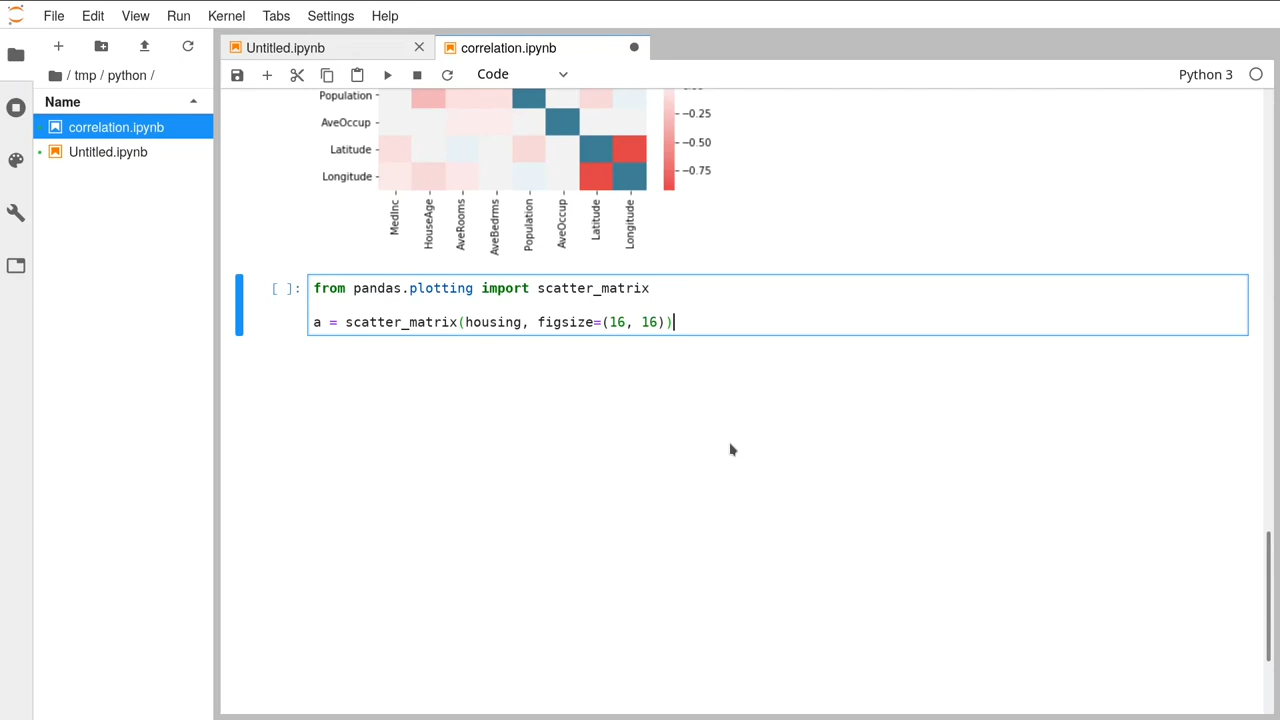 File Edit View Run Kernel Tabs Settings Help
Untitled.ipynb
correlation.ipynb
Code
Python 3
/ tmp / python /
Name
correlation.ipynb
Untitled.ipynb
Population
AveOccup
Latitude
Longitude
−0.25
−0.50
−0.75
MedInc
HouseAge
AveRooms
AveBedrms
Population
AveOccup
Latitude
Longitude
[ ]:
from pandas.plotting import scatter_matrix
a = scatter_matrix(housing, figsize=(16, 16))